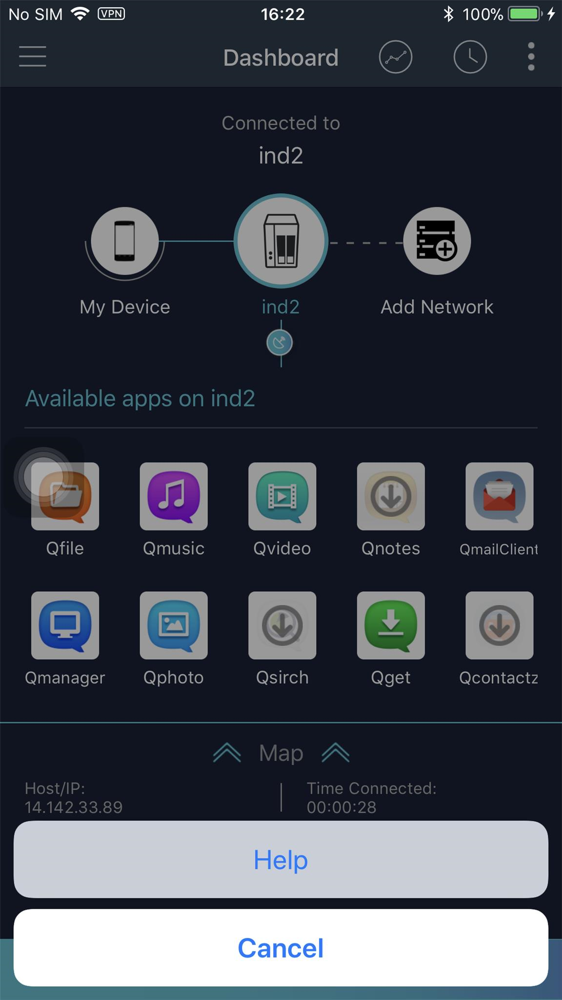 No SIM VPN 16:22 100%
Dashboard
Connected to
ind2
My Device ind2 Add Network
Available apps on ind2
Qfile Qmusic Qvideo Qnotes QmailClient
Qmanager Qphoto Qsirch Qget Qcontactz
Map
Host/IP: Time Connected:
14.142.33.89 00:00:28
Help
Cancel